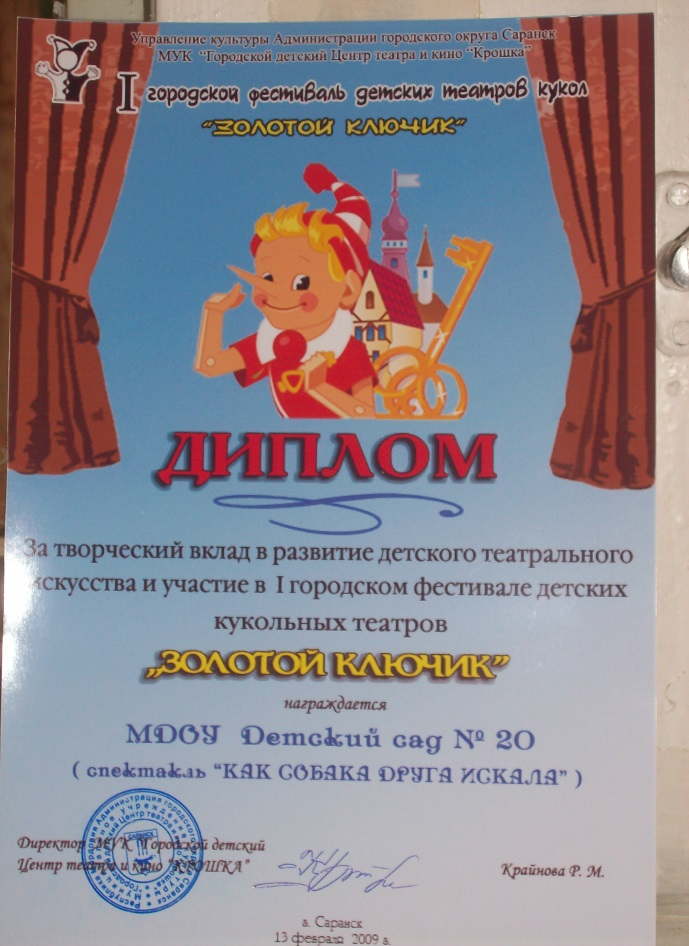 Управление культуры Администрации городского округа Саранск
МУК "Городской детский Центр театра и кино "Крошка"
I городской фестиваль детских театров кукол
"ЗОЛОТОЙ КЛЮЧИК"
ДИПЛОМ
За творческий вклад в развитие детского театрального
искусства и участие в I городском фестивале детских
кукольных театров
„ЗОЛОТОЙ КЛЮЧИК"
награждается
МДОУ Детский сад № 20
( спектакль "КАК СОБАКА ДРУГА ИСКАЛА" )
Директор МУК "Городской детский
Центр театра и кино "КРОШКА"
Крайнова Р. М.
САРАНСК
г. Саранск
13 февраля 2009 г.